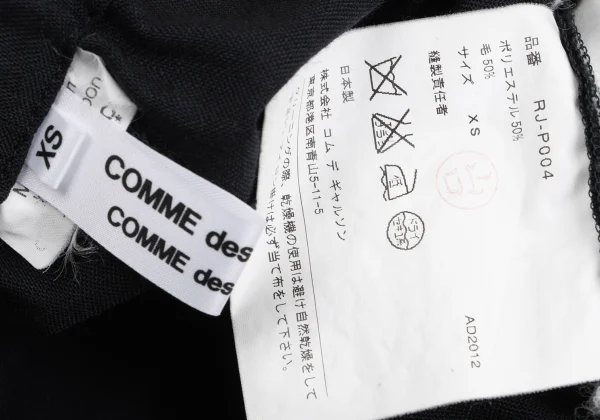 品番 RJ-P004
ポリエステル 50%
毛 50%
サイズ XS
縫製責任者
AD2012
日本製
株式会社 コム デ ギャルソン
東京都港区南青山5-11-5
の際、乾燥機の使用は避け自然乾燥をして
は必ず当て布をして下さい。
XS
COMME des
COMME des